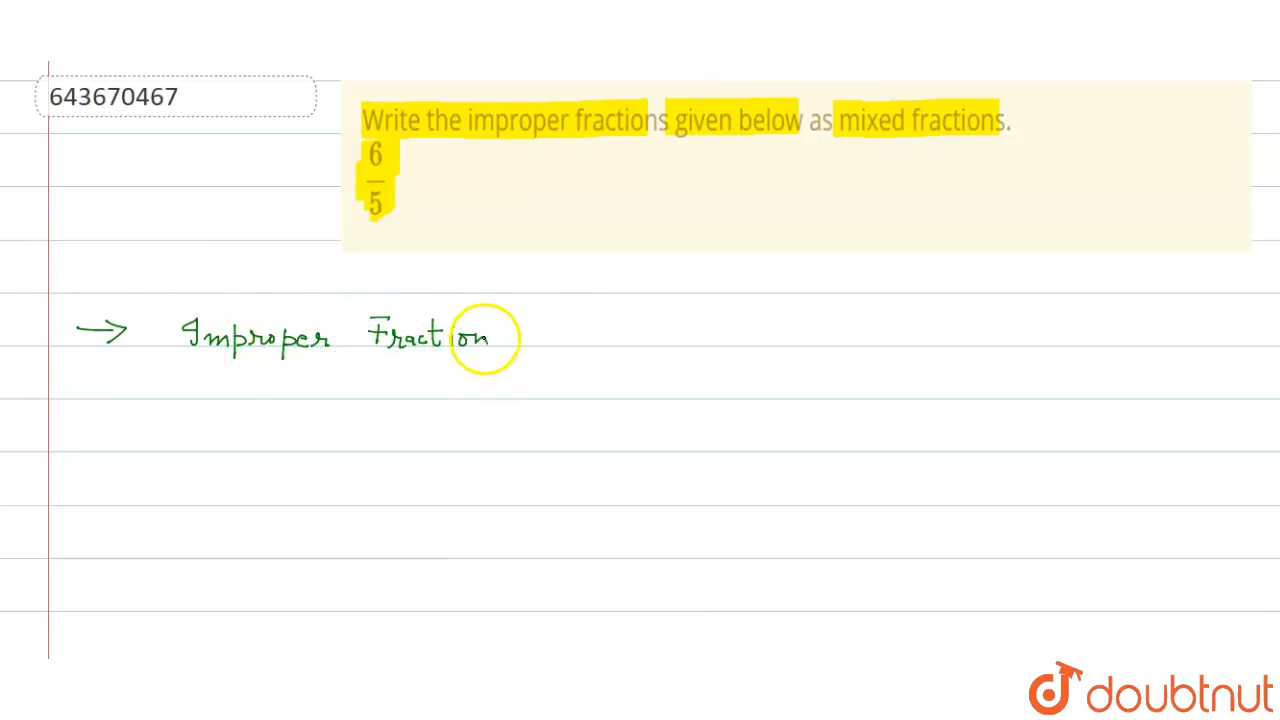 643670467
Write the improper fractions given below as mixed fractions.
6
5
→ Improper Fraction
doubtnut